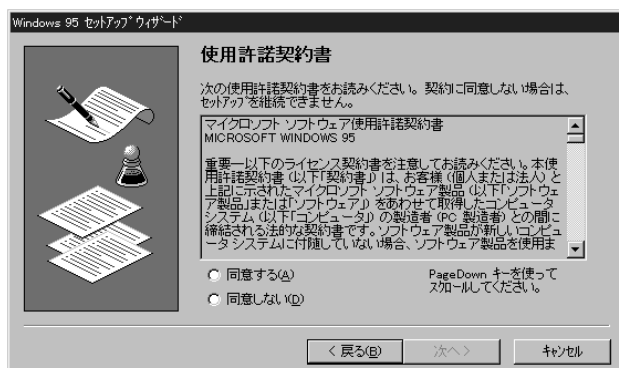 Windows 95 ｾｯﾄｱｯﾌﾟ ｳｨｻﾞｰﾄﾞ
使用許諾契約書
次の使用許諾契約書をお読みください。契約に同意しない場合は、
ｾｯﾄｱｯﾌﾟを継続できません。
マイクロソフト ソフトウェア使用許諾契約書
MICROSOFT WINDOWS 95
重要―以下のライセンス契約書を注意してお読みください。本使
用許諾契約書 (以下｢契約書｣) は、お客様 (個人または法人) と
上記に示されたマイクロソフト ソフトウェア製品 (以下｢ソフトウェ
ア製品｣または｢ソフトウェア｣) をあわせて取得したコンピュータ
システム (以下｢コンピュータ｣) の製造者 (PC 製造者) との間に
締結される法的な契約書です。ソフトウェア製品が新しいコンピュ
ータ システムに付随していない場合、ソフトウェア製品を使用ま
同意する(A)
同意しない(D)
PageDown キーを使って
ｽｸﾛｰﾙしてください。
< 戻る(B)
次へ >
ｷｬﾝｾﾙ